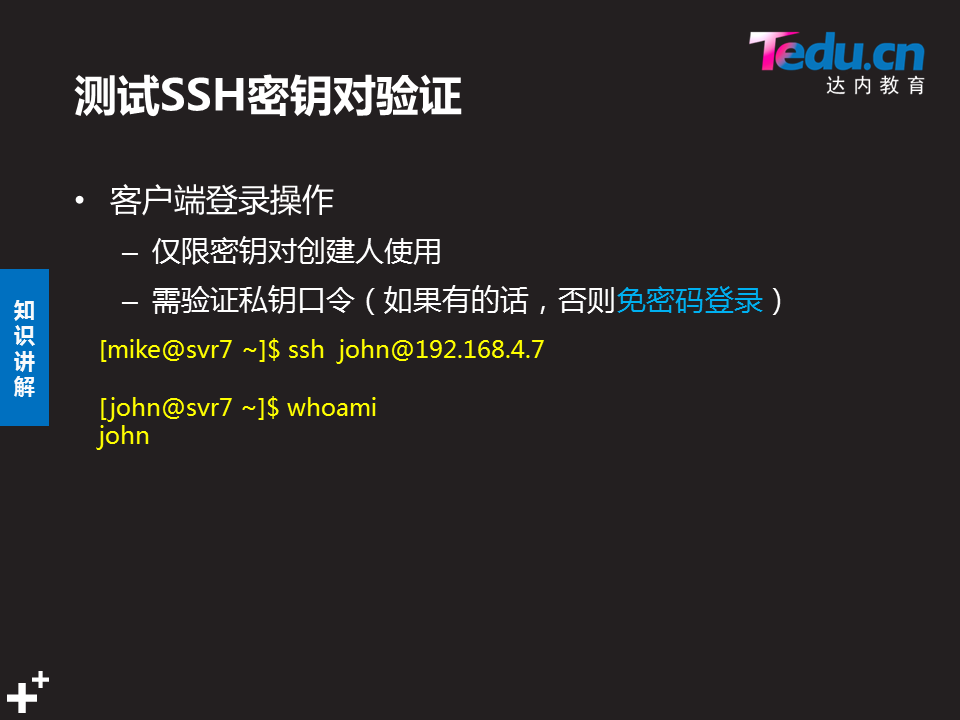 Tedu.cn
达内教育
测试SSH密钥对验证
• 客户端登录操作
– 仅限密钥对创建人使用
– 需验证私钥口令（如果有的话，否则免密码登录）
[mike@svr7 ~]$ ssh  john@192.168.4.7
[john@svr7 ~]$ whoami
john
知识讲解